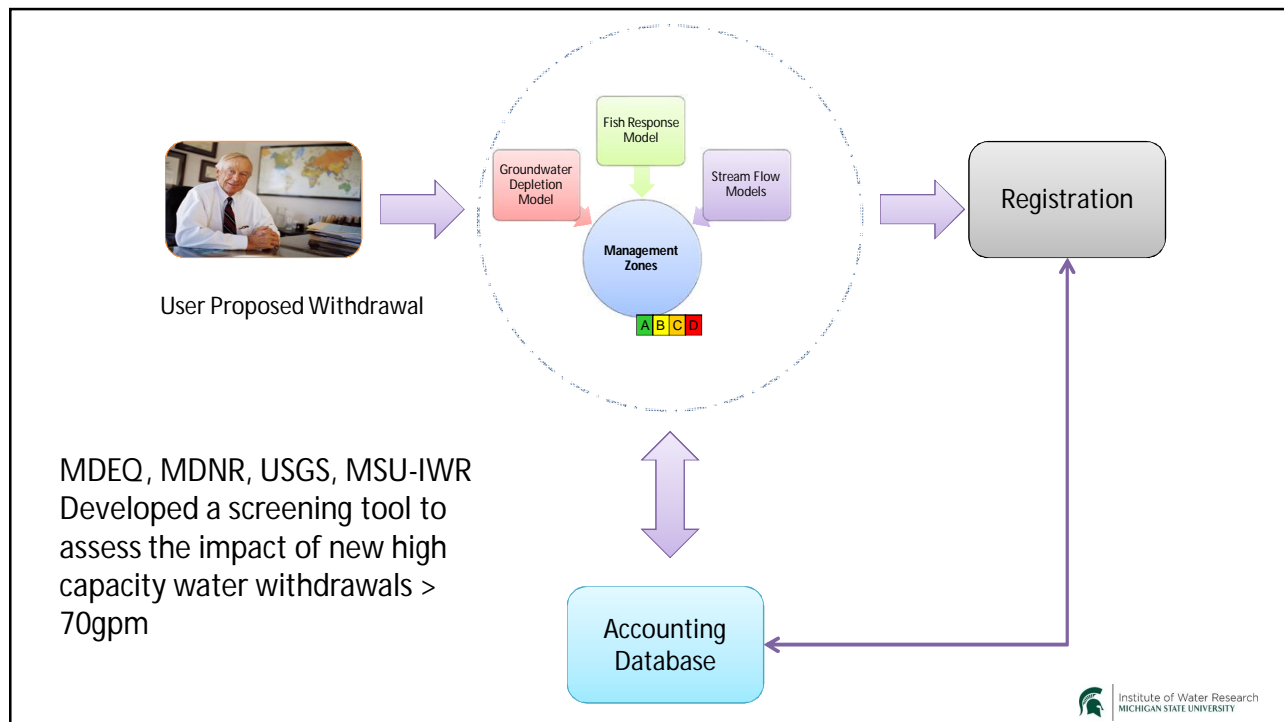 Fish Response
Model
Groundwater
Depletion
Model
Stream Flow
Models
Management
Zones
A B C D
User Proposed Withdrawal
Registration
MDEQ, MDNR, USGS, MSU-IWR
Developed a screening tool to
assess the impact of new high
capacity water withdrawals >
70gpm
Accounting
Database
Institute of Water Research
MICHIGAN STATE UNIVERSITY